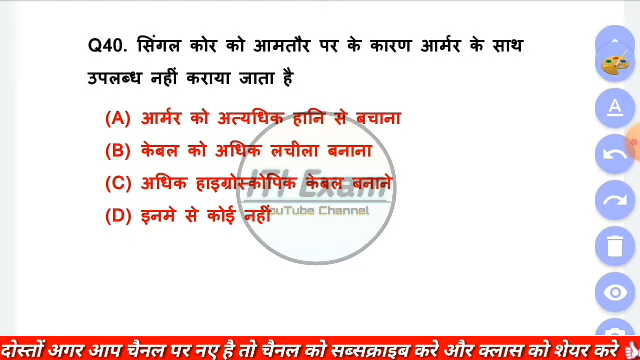 Q40. सिंगल कोर को आमतौर पर के कारण आर्मर के साथ
उपलब्ध नहीं कराया जाता है
(A) आर्मर को अत्यधिक हानि से बचाना
(B) केबल को अधिक लचीला बनाना
(C) अधिक हाइग्रोस्कोपिक केबल बनाने
(D) इनमे से कोई नहीं
ITI Exam
YouTube Channel
A
दोस्तों अगर आप चैनल पर नए है तो चैनल को सब्सक्राइब करे और क्लास को शेयर करे